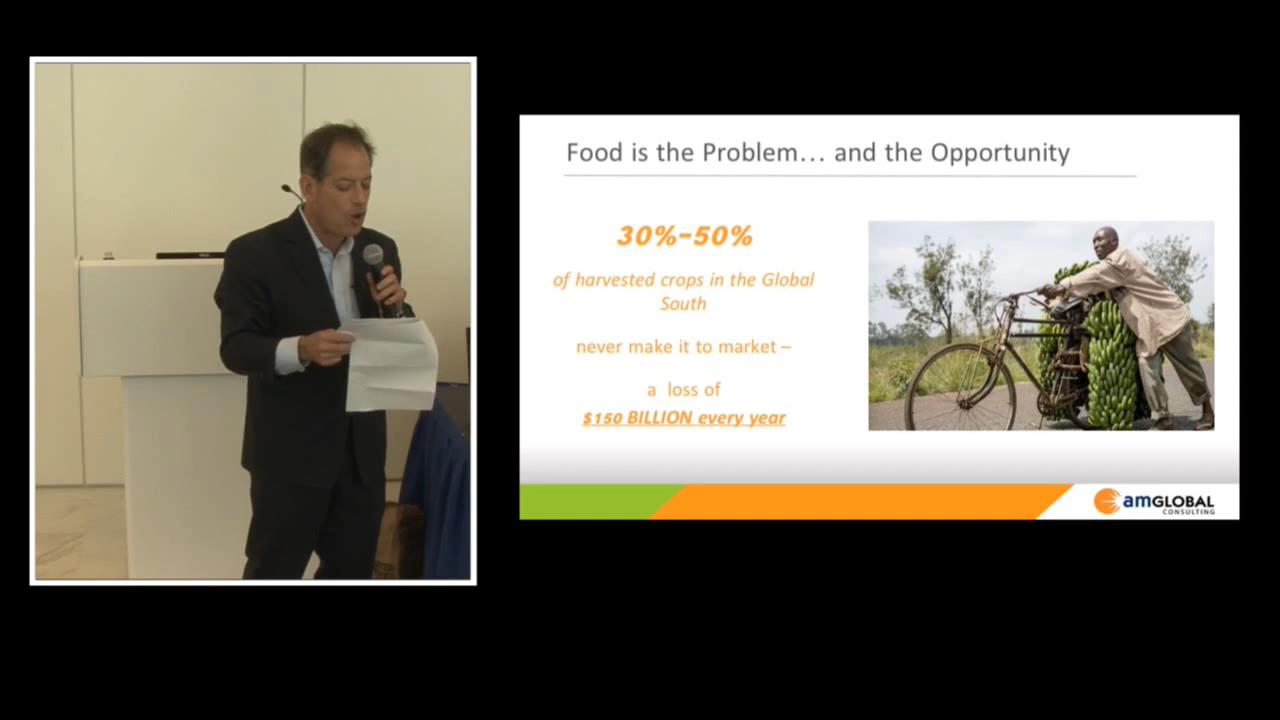 Food is the Problem... and the Opportunity
30%-50%
of harvested crops in the Global
South
never make it to market –
a loss of
$150 BILLION every year
amGLOBAL
CONSULTING